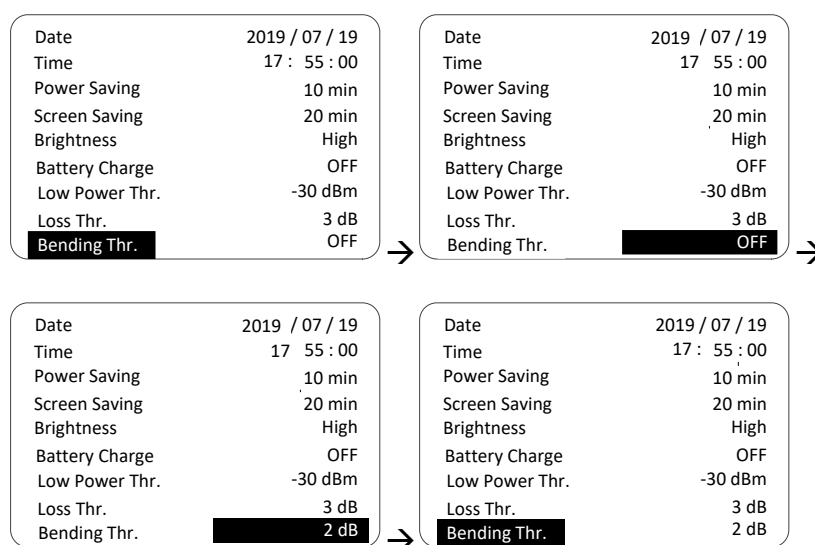 Date 2019 / 07 / 19
Time 17 : 55 : 00
Power Saving 10 min
Screen Saving 20 min
Brightness High
Battery Charge OFF
Low Power Thr. -30 dBm
Loss Thr. 3 dB
Bending Thr. OFF
→
Date 2019 / 07 / 19
Time 17 55 : 00
Power Saving 10 min
Screen Saving 20 min
Brightness High
Battery Charge OFF
Low Power Thr. -30 dBm
Loss Thr. 3 dB
Bending Thr. OFF
→
Date 2019 / 07 / 19
Time 17 55 : 00
Power Saving 10 min
Screen Saving 20 min
Brightness High
Battery Charge OFF
Low Power Thr. -30 dBm
Loss Thr. 3 dB
Bending Thr. 2 dB
→
Date 2019 / 07 / 19
Time 17 : 55 : 00
Power Saving 10 min
Screen Saving 20 min
Brightness High
Battery Charge OFF
Low Power Thr. -30 dBm
Loss Thr. 3 dB
Bending Thr. 2 dB